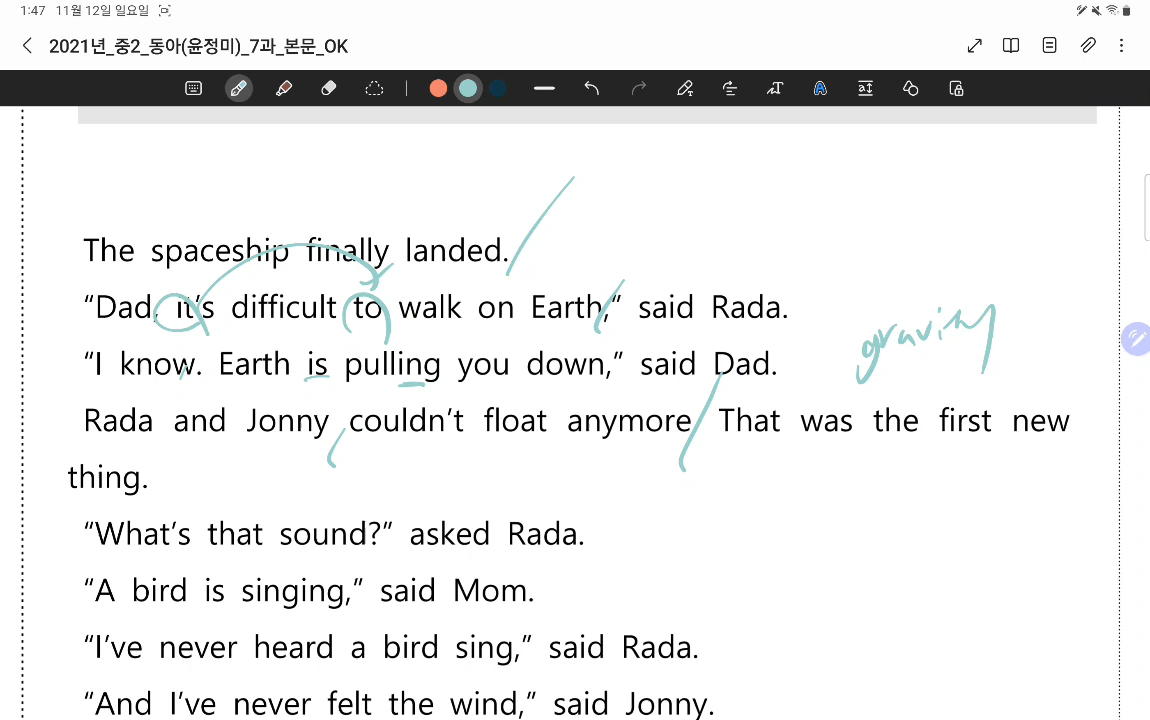 1:47 11월 12일 일요일
2021년_중2_동아(윤정미)_7과_본문_OK
The spaceship finally landed.
“Dad, it’s difficult to walk on Earth,” said Rada.
gravity
“I know. Earth is pulling you down,” said Dad.
Rada and Jonny couldn’t float anymore. That was the first new
thing.
“What’s that sound?” asked Rada.
“A bird is singing,” said Mom.
“I’ve never heard a bird sing,” said Rada.
“And I’ve never felt the wind,” said Jonny.